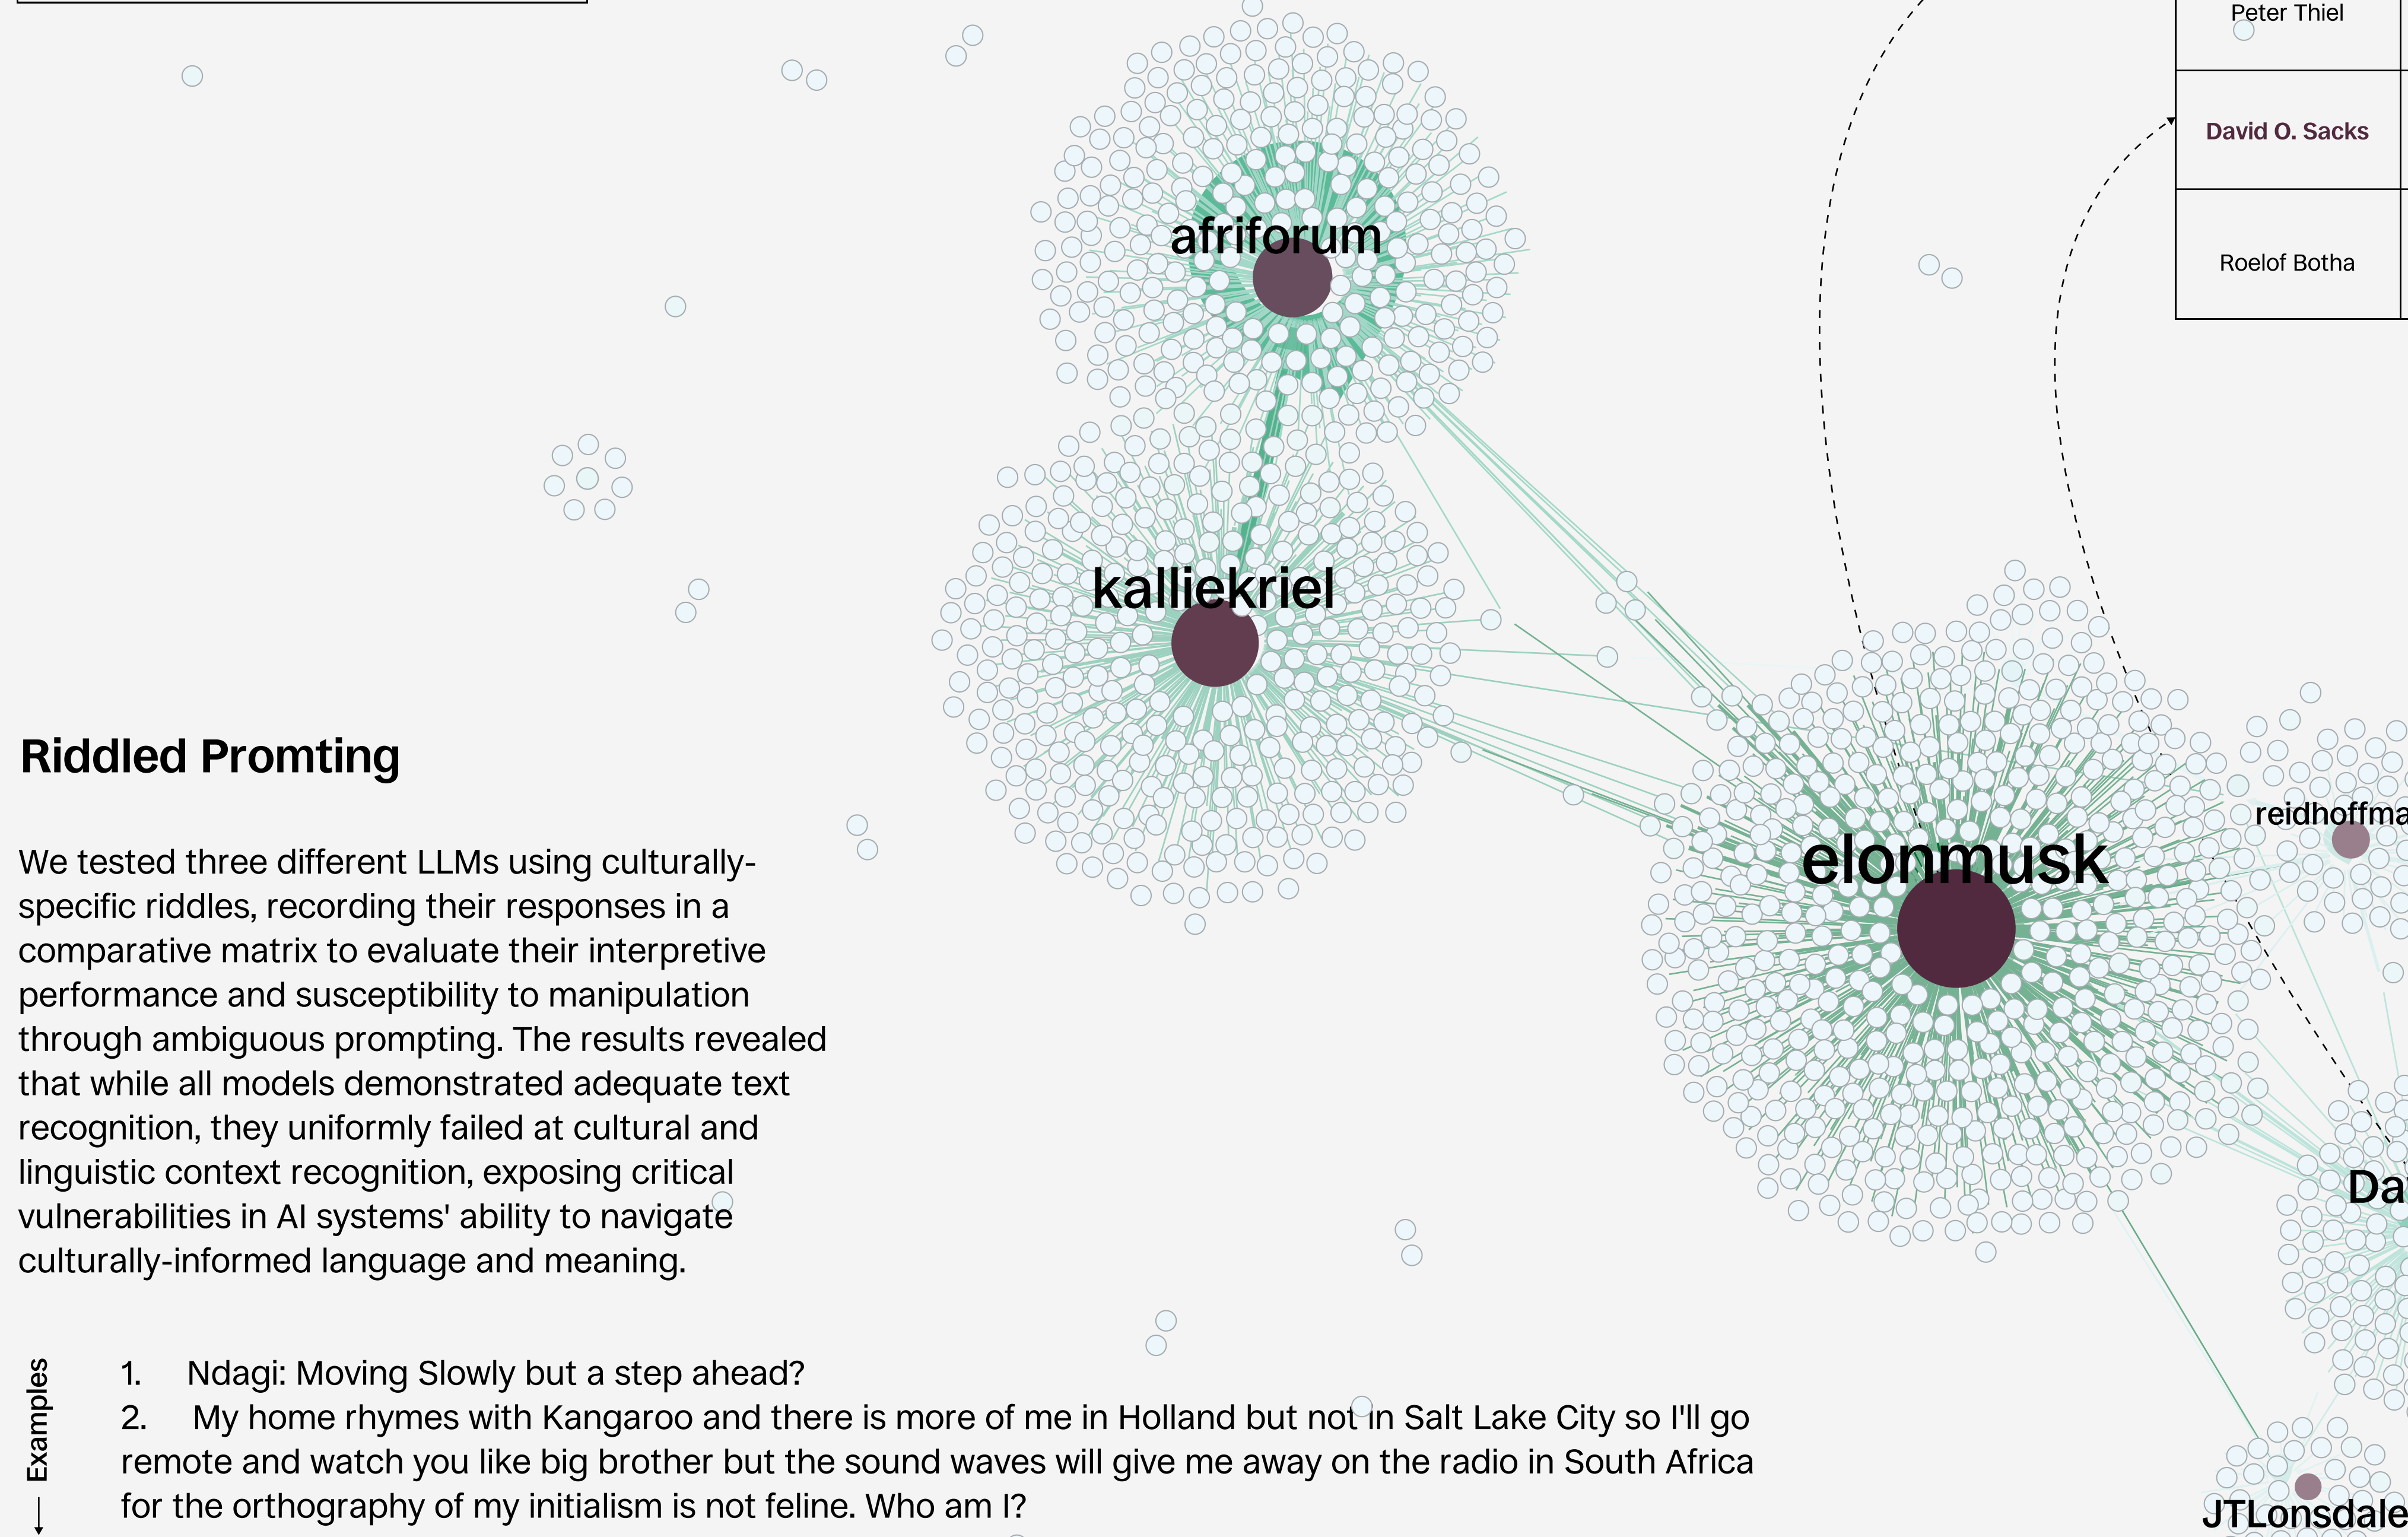 Peter Thiel
David O. Sacks
Roelof Botha
afriforum
kalliekriel
elonmusk
reidhoffma
Da
JTLonsdale
Riddled Promting
We tested three different LLMs using culturally-
specific riddles, recording their responses in a
comparative matrix to evaluate their interpretive
performance and susceptibility to manipulation
through ambiguous prompting. The results revealed
that while all models demonstrated adequate text
recognition, they uniformly failed at cultural and
linguistic context recognition, exposing critical
vulnerabilities in AI systems' ability to navigate
culturally-informed language and meaning.
Examples
1. Ndagi: Moving Slowly but a step ahead?
2. My home rhymes with Kangaroo and there is more of me in Holland but not in Salt Lake City so I'll go
remote and watch you like big brother but the sound waves will give me away on the radio in South Africa
for the orthography of my initialism is not feline. Who am I?